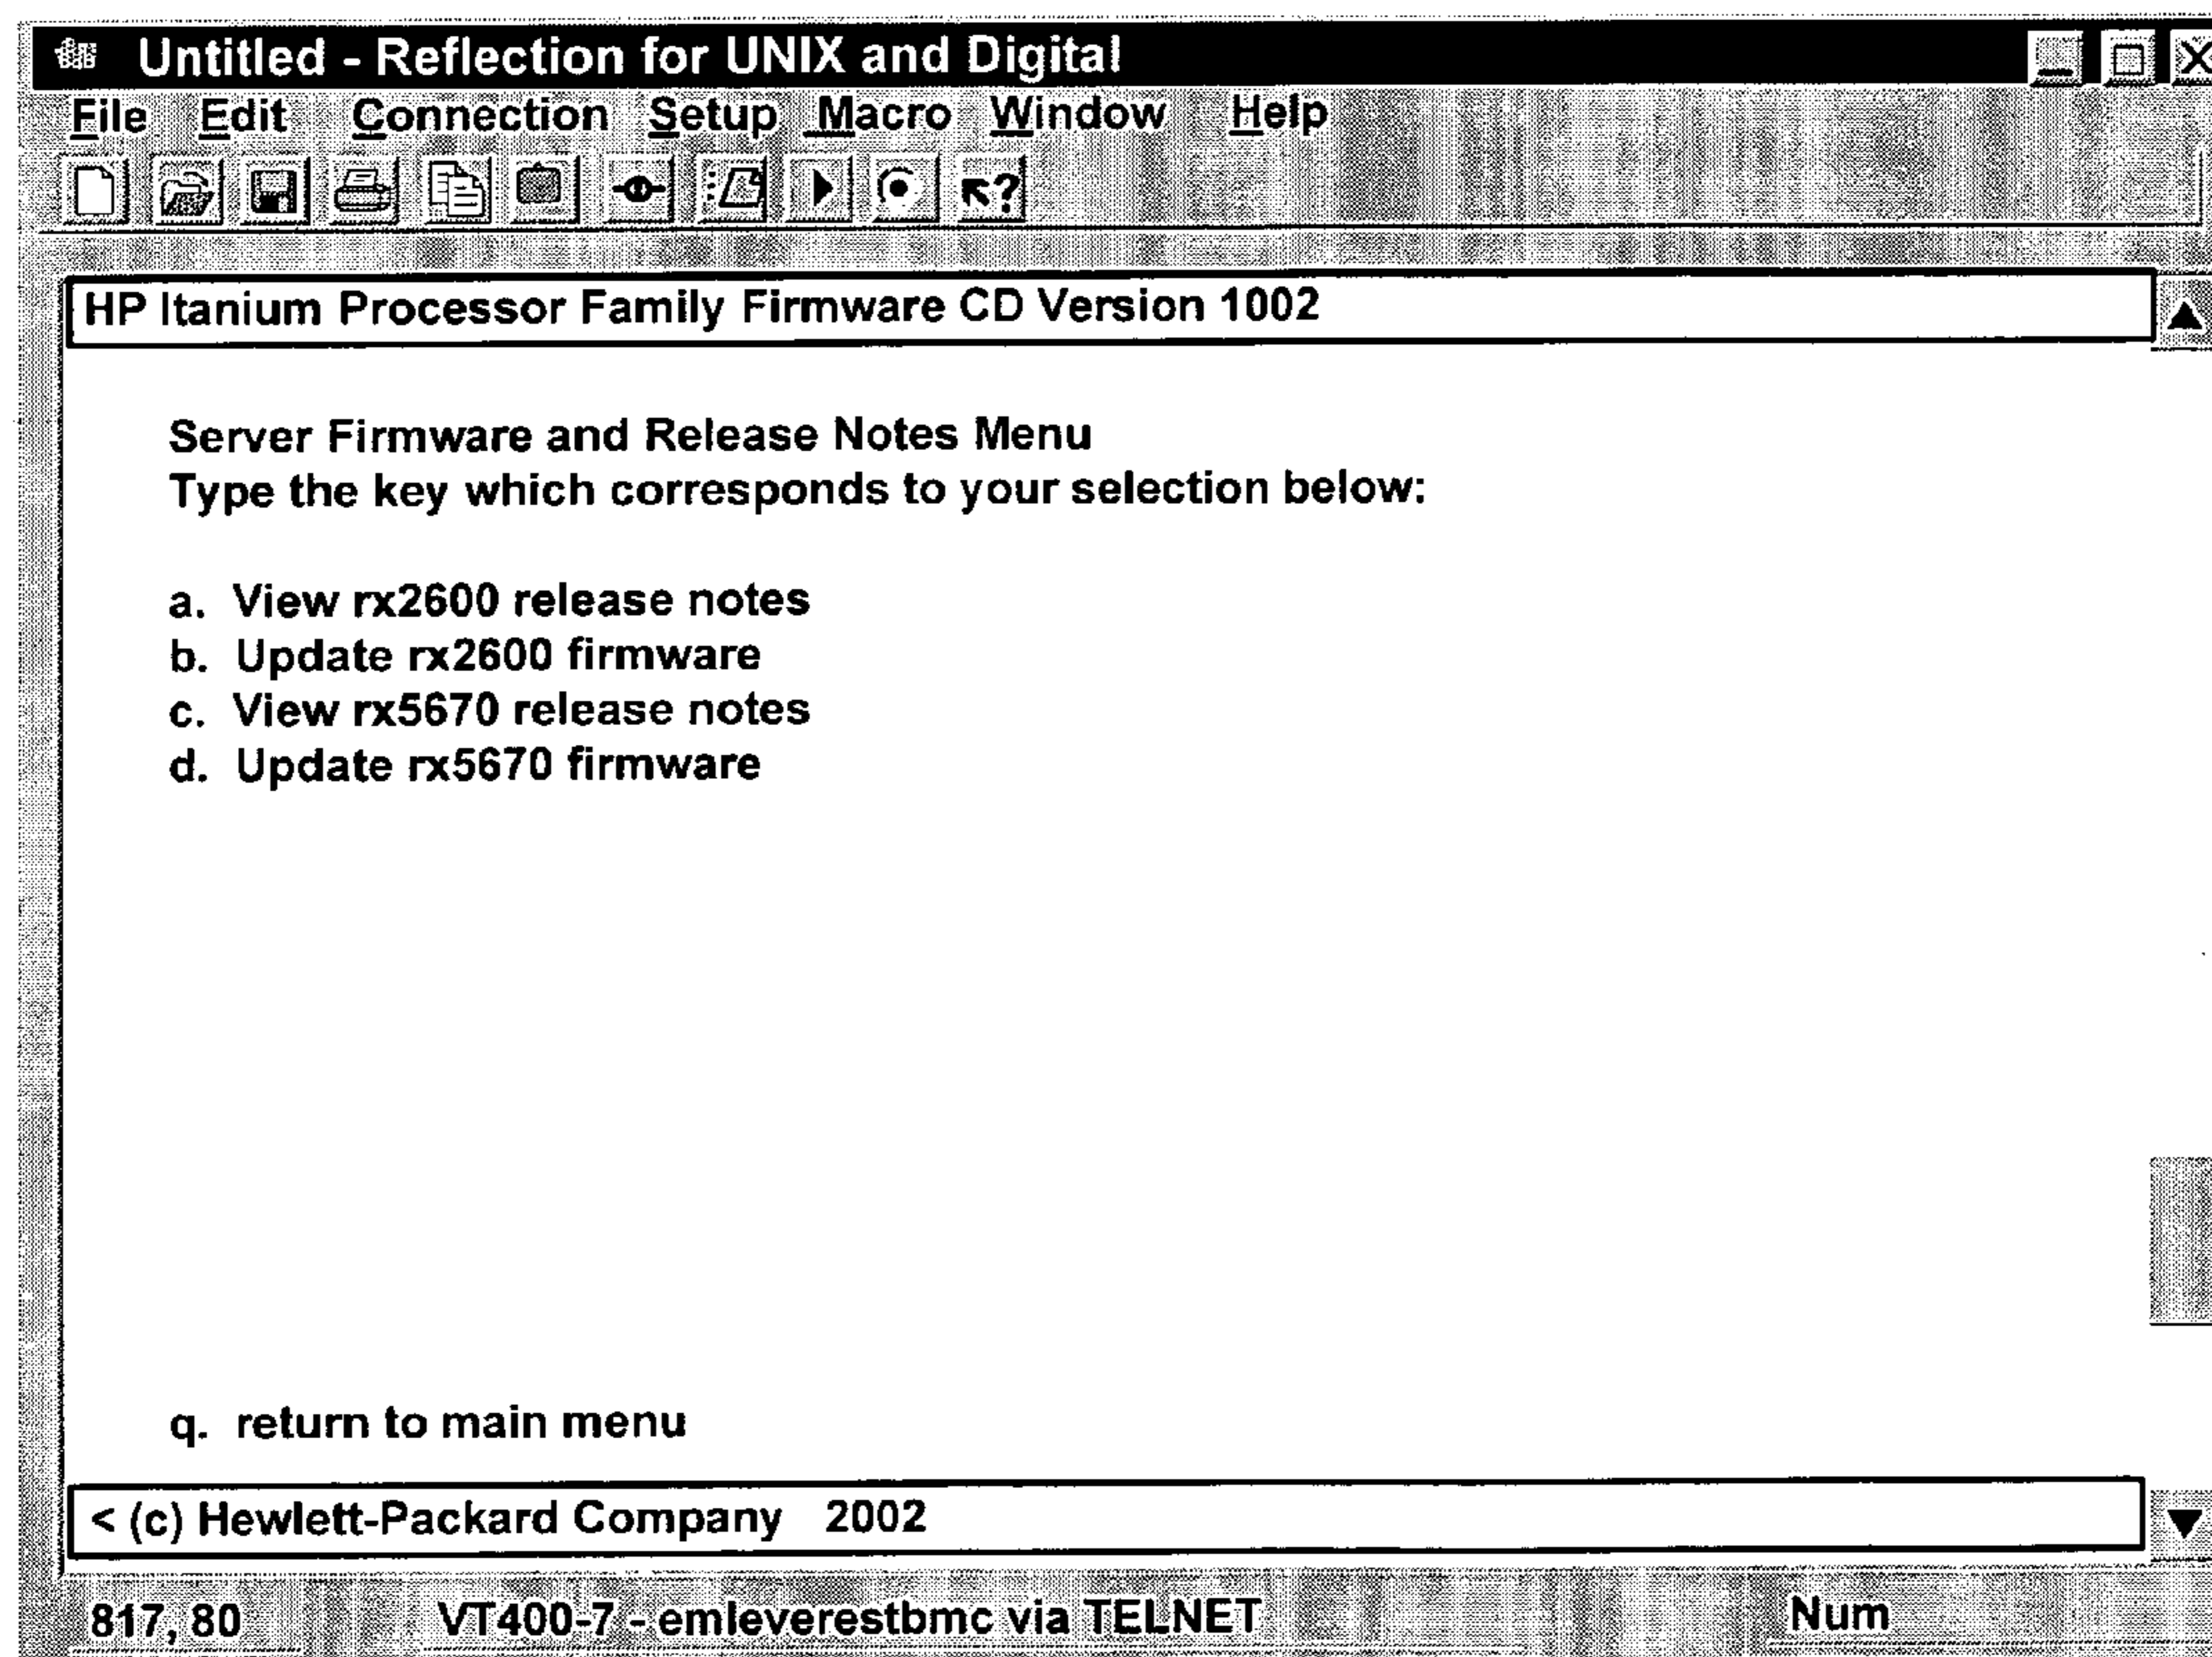 Untitled - Reflection for UNIX and Digital
File Edit Connection Setup Macro Window Help
HP Itanium Processor Family Firmware CD Version 1002
Server Firmware and Release Notes Menu
Type the key which corresponds to your selection below:
a. View rx2600 release notes
b. Update rx2600 firmware
c. View rx5670 release notes
d. Update rx5670 firmware
q. return to main menu
< (c) Hewlett-Packard Company 2002
817, 80 VT400-7 - emleverestbmc via TELNET Num